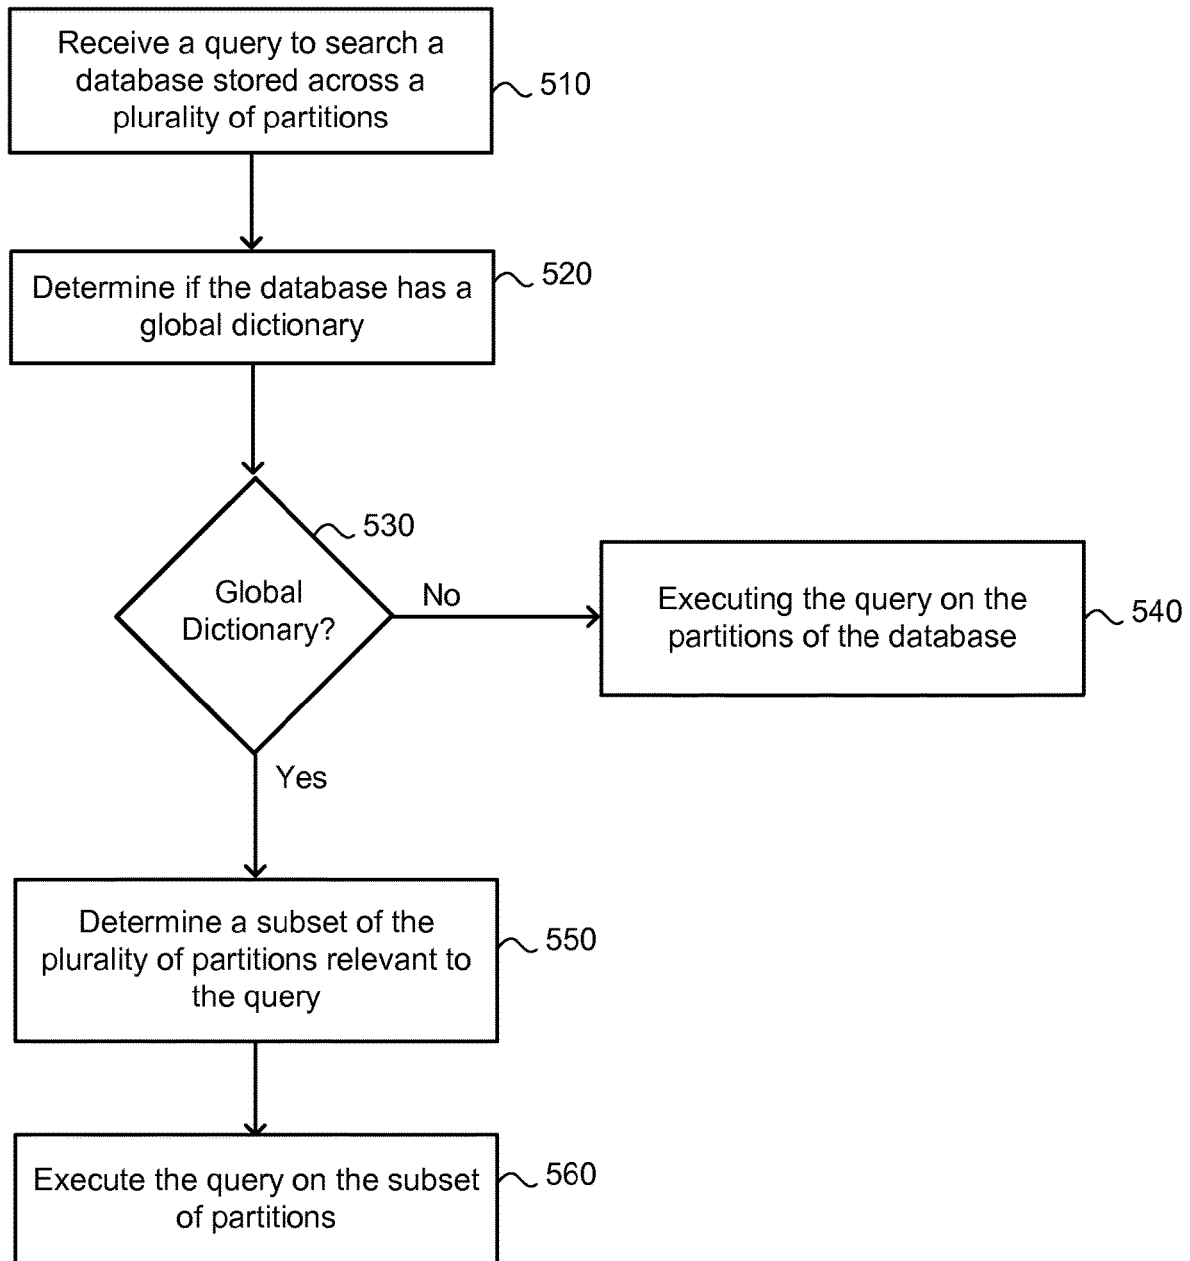 Receive a query to search a
database stored across a
plurality of partitions
510
Determine if the database has a
global dictionary
520
530
Global
Dictionary?
No
Executing the query on the
partitions of the database
540
Yes
Determine a subset of the
plurality of partitions relevant to
the query
550
Execute the query on the subset
of partitions
560